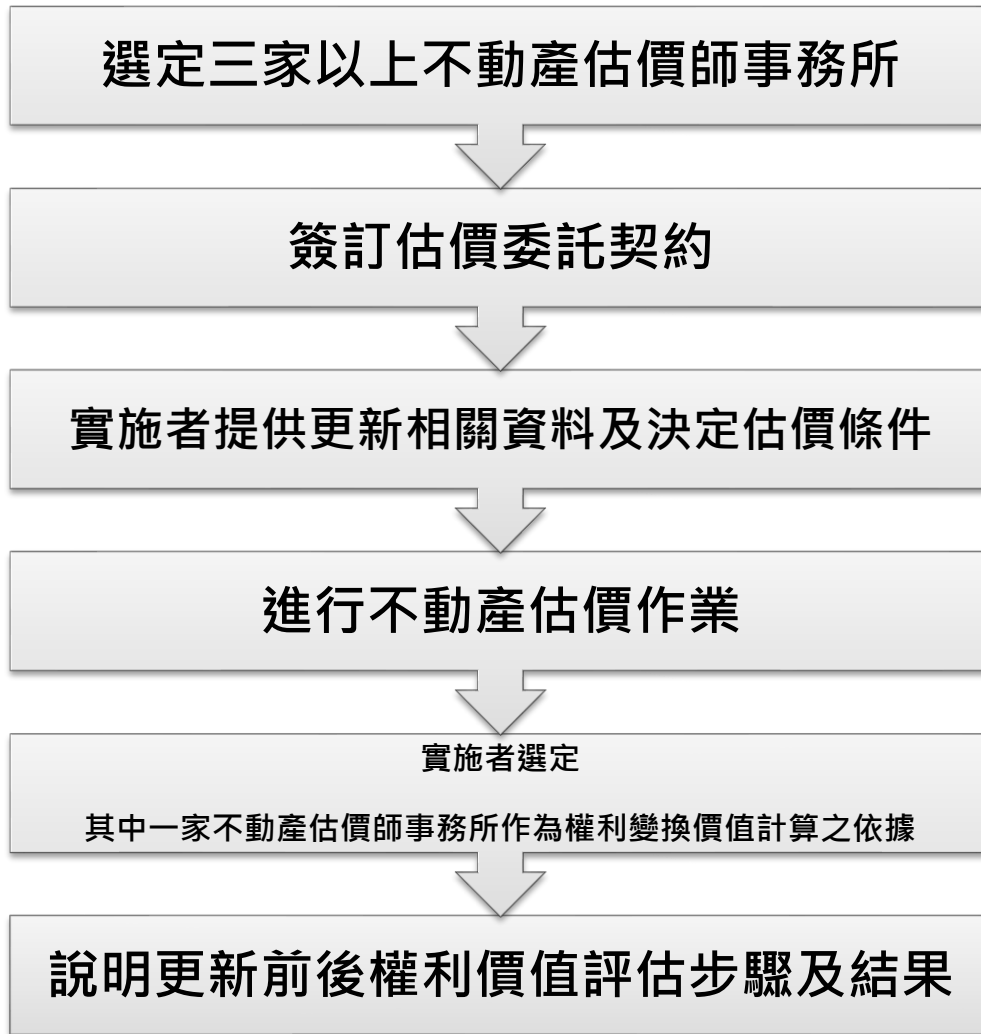 選定三家以上不動產估價師事務所
簽訂估價委託契約
實施者提供更新相關資料及決定估價條件
進行不動產估價作業
實施者選定
其中一家不動產估價師事務所作為權利變換價值計算之依據
說明更新前後權利價值評估步驟及結果